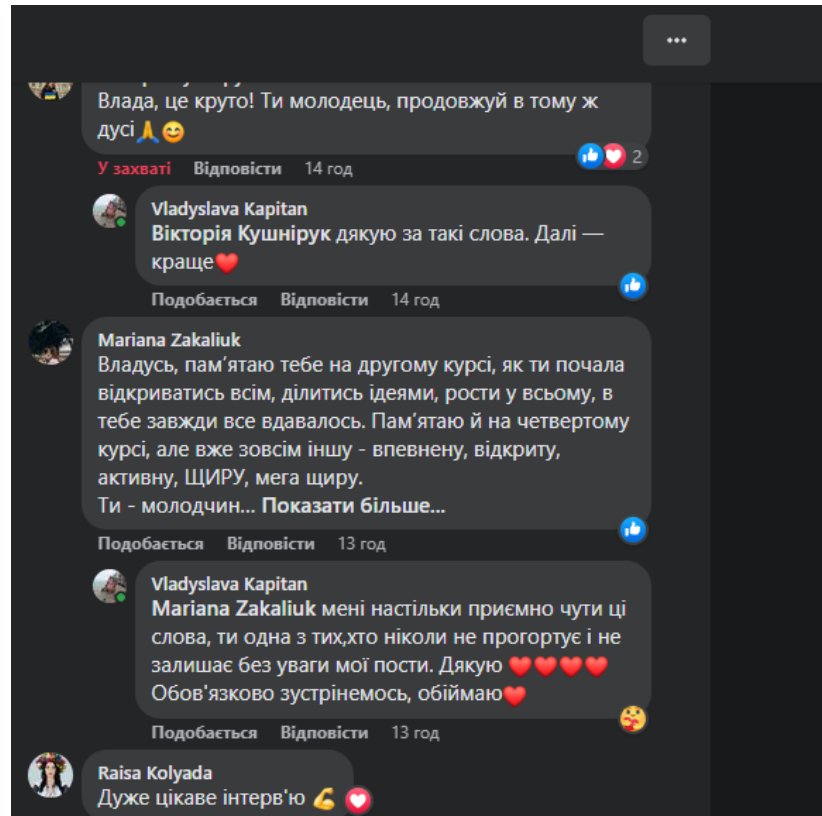 Влада, це круто! Ти молодець, продовжуй в тому ж
дусі🙏😊
2
У захваті Відповісти 14 год
Vladyslava Kapitan
Вікторія Кушнірук дякую за такі слова. Далі —
краще❤️
Подобається Відповісти 14 год
Mariana Zakaliuk
Владусь, пам’ятаю тебе на другому курсі, як ти почала
відкриватись всім, ділитись ідеями, рости у всьому, в
тебе завжди все вдавалось. Пам’ятаю й на четвертому
курсі, але вже зовсім іншу - впевнену, відкриту,
активну, ЩИРУ, мега щиру.
Ти - молодчин... Показати більше...
Подобається Відповісти 13 год
Vladyslava Kapitan
Mariana Zakaliuk мені настільки приємно чути ці
слова, ти одна з тих,хто ніколи не прогортує і не
залишає без уваги мої пости. Дякую ❤️❤️❤️❤️
Обов'язково зустрінемось, обіймаю❤️
Подобається Відповісти 13 год
Raisa Kolyada
Дуже цікаве інтерв'ю 💪